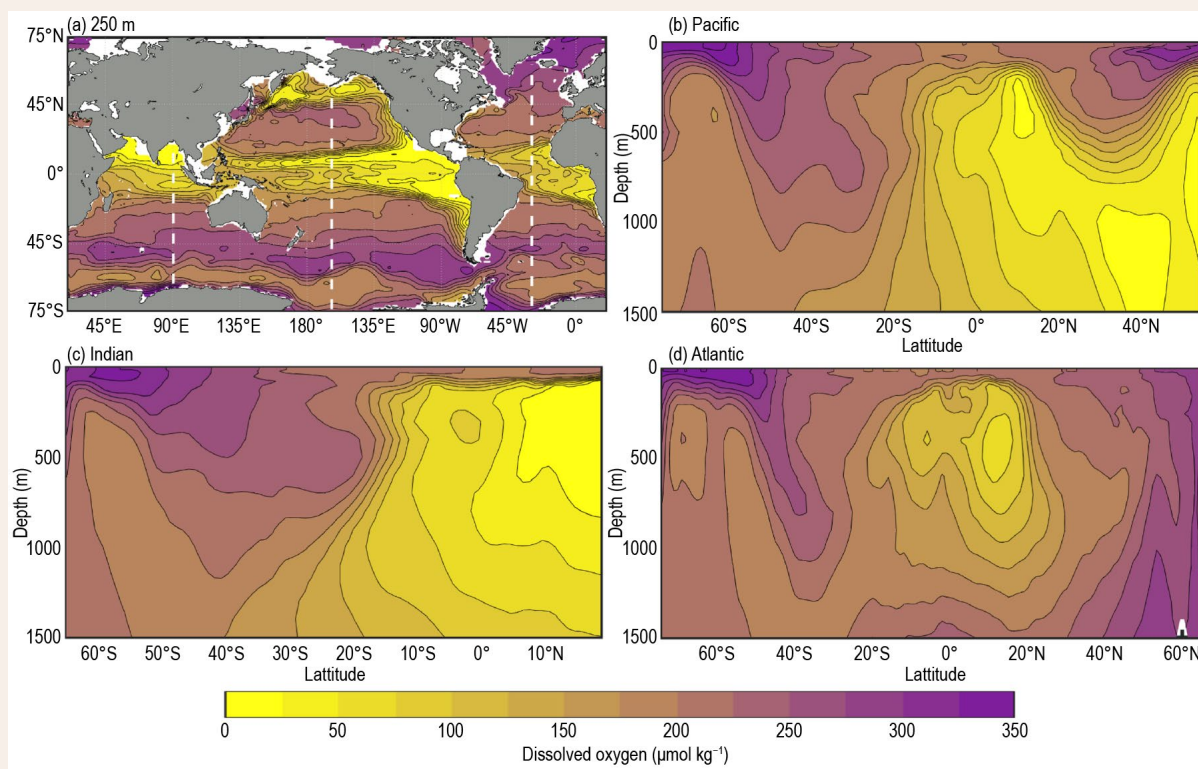 (a) 250 m
75°N
45°N
0°
45°S
75°S
45°E 90°E 135°E 180° 135°E 90°W 45°W 0°
(b) Pacific
0
500
1000
1500
Depth (m)
60°S 40°S 20°S 0° 20°N 40°N
Lattitude
(c) Indian
0
500
1000
1500
Depth (m)
60°S 50°S 40°S 30°S 20°S 10°S 0° 10°N
Lattitude
(d) Atlantic
0
500
1000
1500
Depth (m)
60°S 40°S 20°S 0° 20°N 40°N 60°N
Lattitude
0 50 100 150 200 250 300 350
Dissolved oxygen (μmol kg⁻¹)